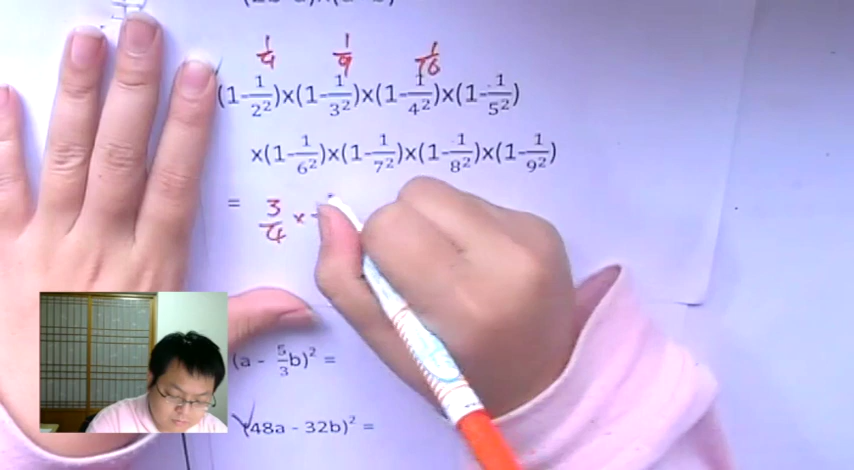 1/4 1/9 1/16
(1-1/2²)×(1-1/3²)×(1-1/4²)×(1-1/5²)
×(1-1/6²)×(1-1/7²)×(1-1/8²)×(1-1/9²)
= 3/4 ×
(a - 5/3b)² =
(48a - 32b)² =